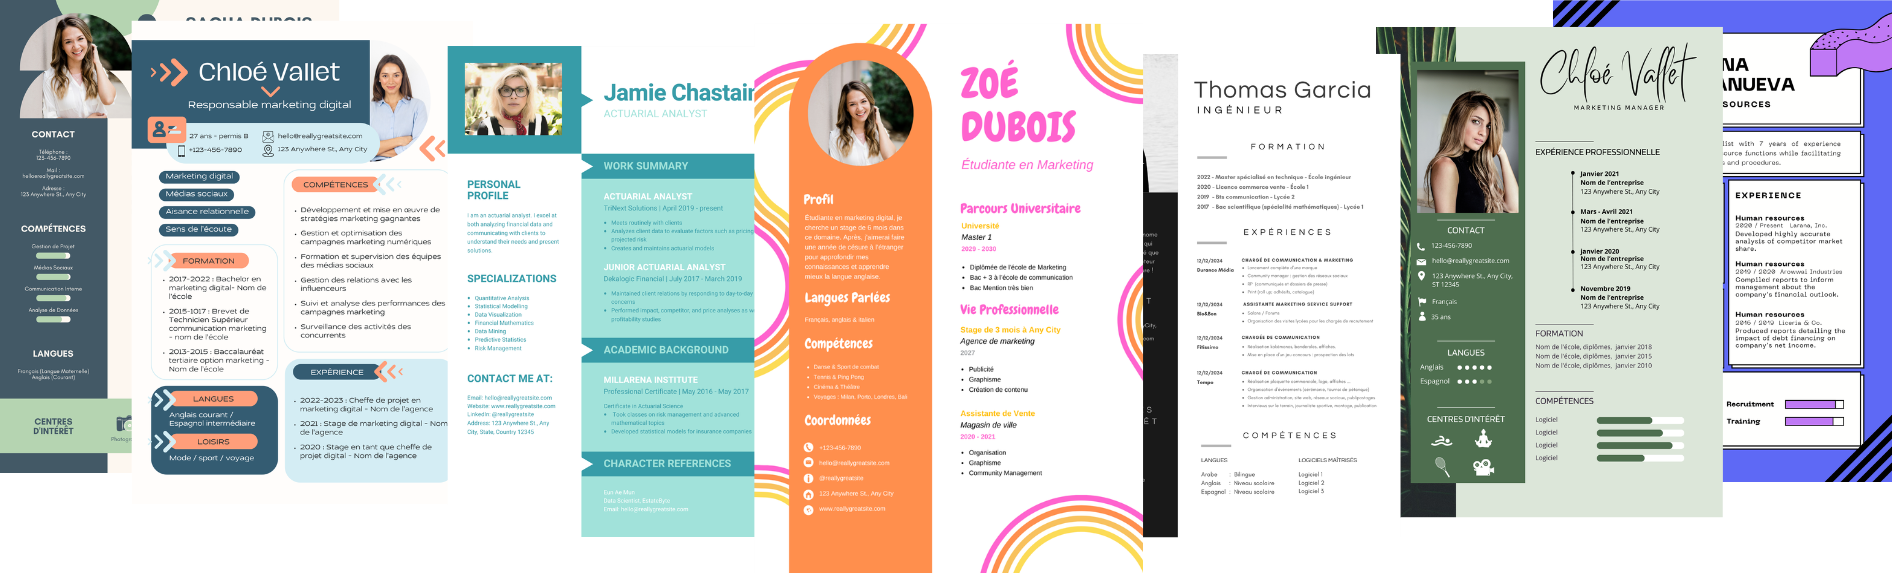 CONTACT
Téléphone :
123-456-7890
Mail :
hello@reallygreatsite.com
Adresse :
123 Anywhere St., Any City
COMPÉTENCES
Gestion de Projet
Médias Sociaux
Communication Interne
Analyse de Données
LANGUES
Français (Langue Maternelle)
Anglais (Courant)
CENTRES
D'INTÉRÊT
Chloé Vallet
Responsable marketing digital
27 ans - permis B
hello@reallygreatsite.com
+123-456-7890
123 Anywhere St., Any City
Marketing digital
Médias sociaux
Aisance relationnelle
Sens de l'écoute
FORMATION
2017-2022 : Bachelor en
marketing digital- Nom de
l'école
2015-1017 : Brevet de
Technicien Supérieur
communication marketing
- Nom de l'école
2013-2015 : Baccalauréat
tertiaire option marketing -
Nom de l'école
LANGUES
Anglais courant /
Espagnol intermédiaire
LOISIRS
Mode / sport / voyage
COMPÉTENCES
Développement et mise en œuvre de
stratégies marketing gagnantes
Gestion et optimisation des
campagnes marketing numériques
Formation et supervision des équipes
des médias sociaux
Gestion des relations avec les
influenceurs
Suivi et analyse des performances des
campagnes marketing
Surveillance des activités des
concurrents
EXPÉRIENCE
2022-2023 : Cheffe de projet en
marketing digital - Nom de l'agence
2021 : Stage de marketing digital - Nom
de l'agence
2020 : Stage en tant que cheffe de
projet digital - Nom de l'agence
Jamie Chastain
ACTUARIAL ANALYST
PERSONAL
PROFILE
I am an actuarial analyst. I excel at
both analyzing financial data and
communicating with clients to
understand their needs and present
solutions.
SPECIALIZATIONS
Quantitative Analysis
Statistical Modelling
Data Visualization
Financial Mathematics
Data Mining
Predictive Statistics
Risk Management
CONTACT ME AT:
Email: hello@reallygreatsite.com
Website: www.reallygreatsite.com
Linkedin: @reallygreatsite
Address: 123 Anywhere St., Any
City, State, Country 12345
WORK SUMMARY
ACTUARIAL ANALYST
TriNext Solutions | April 2019 - present
Meets routinely with clients
Analyzes client data to evaluate factors such as
projected risk
Creates and maintains actuarial models
JUNIOR ACTUARIAL ANALYST
Dekalogic Financial | July 2017 - March 2019
Maintained client relations by responding to day-to-day
concerns
Performed impact, competitor, and price analyses as
profitability studies
ACADEMIC BACKGROUND
MILLARENA INSTITUTE
Professional Certificate | May 2016 - May 2017
Certificate in Actuarial Science
Took classes on risk management and advanced
mathematical topics
Developed statistical models for insurance companies
CHARACTER REFERENCES
Eun Ae Mun
Data Scientist, EstateByte
Email: hello@reallygreatsite.com
Profil
Étudiante en marketing digital, je
cherche un stage de 6 mois dans
ce domaine. Après, j'aimerai faire
une année de césure à l'étranger
pour approfondir mes
connaissances et apprendre
mieux la langue anglaise.
Langues Parlées
Français, anglais & italien
Compétences
Danse & Sport de combat
Tennis & Ping Pong
Cinéma & Théâtre
Voyages : Milan, Porto, Londres, Bali
Coordonnées
+123-456-7890
hello@reallygreatsite.com
@reallygreatsite
123 Anywhere St., Any City
www.reallygreatsite.com
ZOÉ
DUBOIS
Étudiante en Marketing
Parcours Universitaire
Université
Master 1
2029 - 2030
Diplômée de l'école de Marketing
Bac + 3 à l'école de communication
Bac Mention très bien
Vie Professionnelle
Stage de 3 mois à Any City
Agence de marketing
2027
Publicité
Graphisme
Création de contenu
Assistante de Vente
Magasin de ville
2020 - 2021
Organisation
Graphisme
Community Management
Thomas Garcia
INGÉNIEUR
FORMATION
2022 - Master spécialisé en technique - École ingénieur
2020 - Licence commerce vente - École 1
2019 - Bts commerce vente - Lycée 2
2017 - Bac scientifique (spécialité mathématiques) - Lycée 1
EXPÉRIENCES
12/12/2024
Durance Média
CHARGÉ DE COMMUNICATION & MARKETING
Lancement complet d'une marque
Community manager : gestion des réseaux sociaux
RP (communiqués et dossiers de presse)
12/12/2024
Bio&Bon
ASSISTANTE MARKETING SERVICE SUPPORT
Salons / Forums
12/12/2024
Fitissimo
CHARGÉE DE COMMUNICATION
12/12/2024
Tempo
CHARGÉ DE COMMUNICATION
COMPÉTENCES
LANGUES
Arabe : Bilingue
Anglais : Niveau scolaire
Espagnol : Niveau scolaire
LOGICIELS MAÎTRISÉS
Logiciel 1
Logiciel 2
Logiciel 3
CONTACT
123-456-7890
hello@reallygreatsite.com
123 Anywhere St., Any City,
ST 12345
Français
35 ans
LANGUES
Anglais
Espagnol
CENTRES D'INTÉRÊT
Chloé Vallet
MARKETING MANAGER
EXPÉRIENCE PROFESSIONNELLE
Janvier 2021
Nom de l'entreprise
123 Anywhere St., Any City
Mars - Avril 2021
Nom de l'entreprise
123 Anywhere St., Any City
Janvier 2020
Nom de l'entreprise
123 Anywhere St., Any City
Novembre 2019
Nom de l'entreprise
123 Anywhere St., Any City
FORMATION
Nom de l'école, diplômes, janvier 2018
Nom de l'école, diplômes, janvier 2015
Nom de l'école, diplômes, janvier 2010
COMPÉTENCES
Logiciel
Logiciel
Logiciel
Logiciel
NA
ANUEVA
SOURCES
list with 7 years of experience
ource functions while facilitating
s and procedures.
EXPERIENCE
Human resources
2020 / Present Larana, Inc.
Developed highly accurate
analysis of competitor market
share.
Human resources
2019 / 2020 Arowwai Industries
Compiled reports to inform
management about the
company's financial outlook.
Human resources
2015 / 2019 Liceria & Co.
Produced reports detailing the
impact of debt financing on
company's net income.
Recruitment
Training